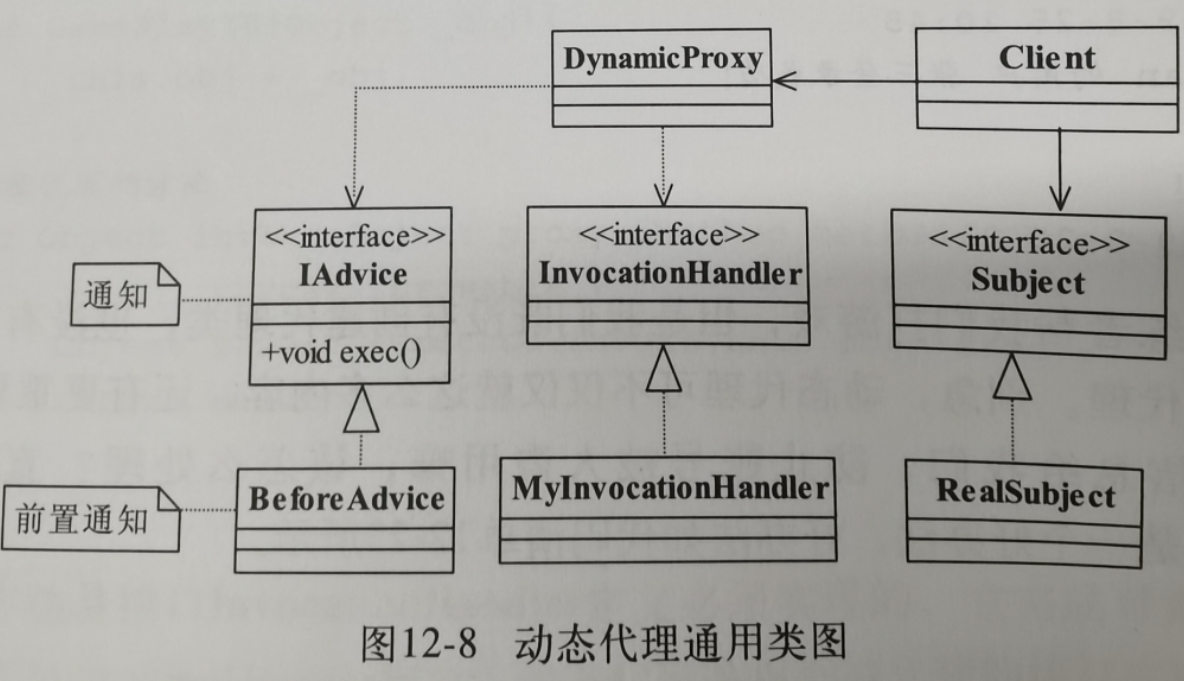 DynamicProxy
Client
<<interface>>
IAdvice
+void exec()
<<interface>>
InvocationHandler
<<interface>>
Subject
通知
BeforeAdvice
MyInvocationHandler
RealSubject
前置通知
图12-8 动态代理通用类图